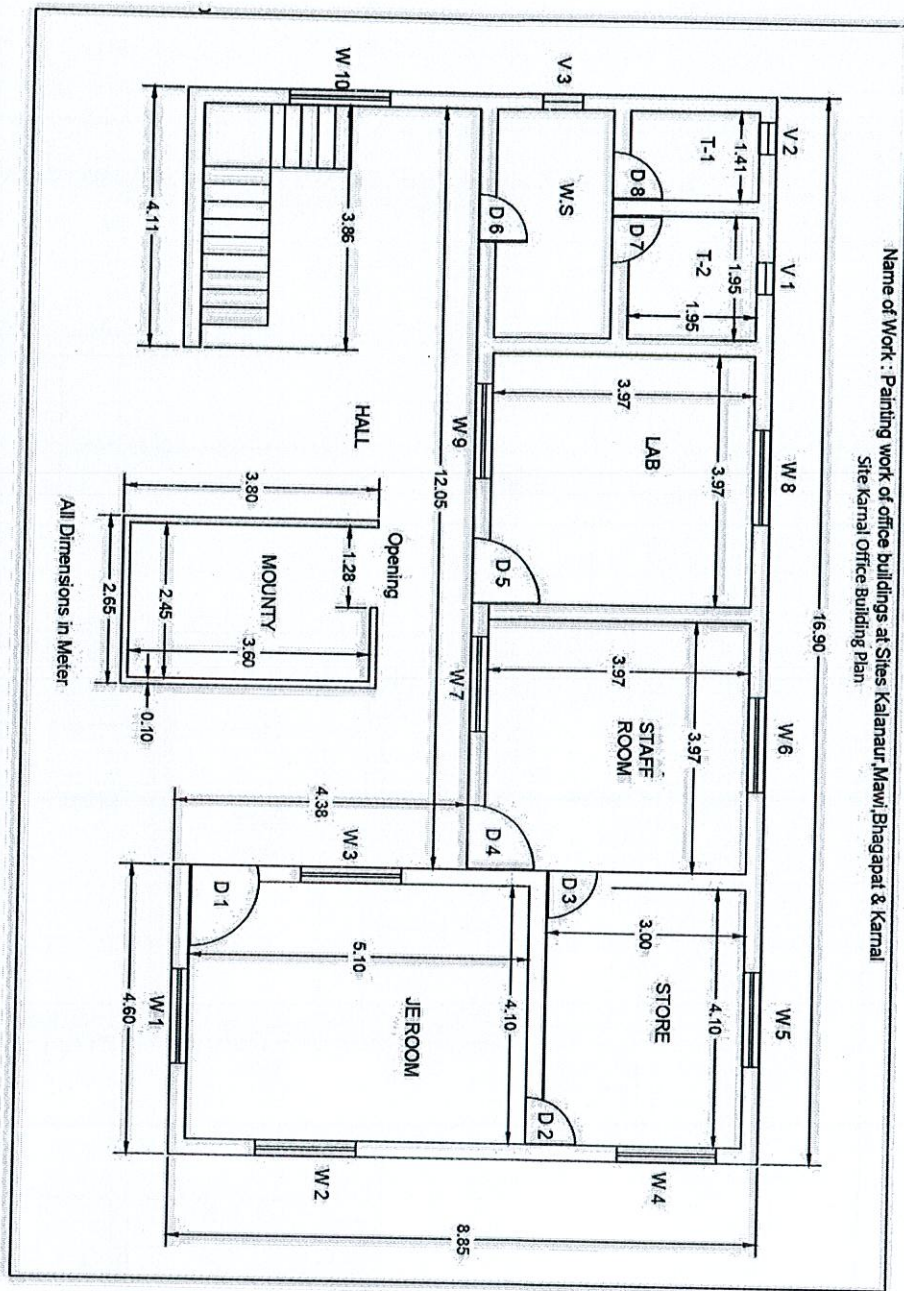 Name of Work : Painting work of office buildings at Sites Kalanaur,Mawi,Bhagapat & Karnal
Site Karnal Office Building Plan
16.90
V 2
V 1
W 8
W 6
W 5
1.41
T-1
D 8
1.95
T-2
1.95
D 7
V 3
W.S
D 6
3.97
3.97
LAB
D 5
W 9
3.97
3.97
STAFF
ROOM
D 4
W 7
4.10
STORE
3.00
D 3
D 2
W 4
12.05
W 10
3.86
4.11
HALL
Opening
1.28
3.80
MOUNTY
3.60
2.45
2.65
0.10
4.38
W 3
D 1
4.10
5.10
JE ROOM
W 1
4.60
W 2
8.85
All Dimensions in Meter